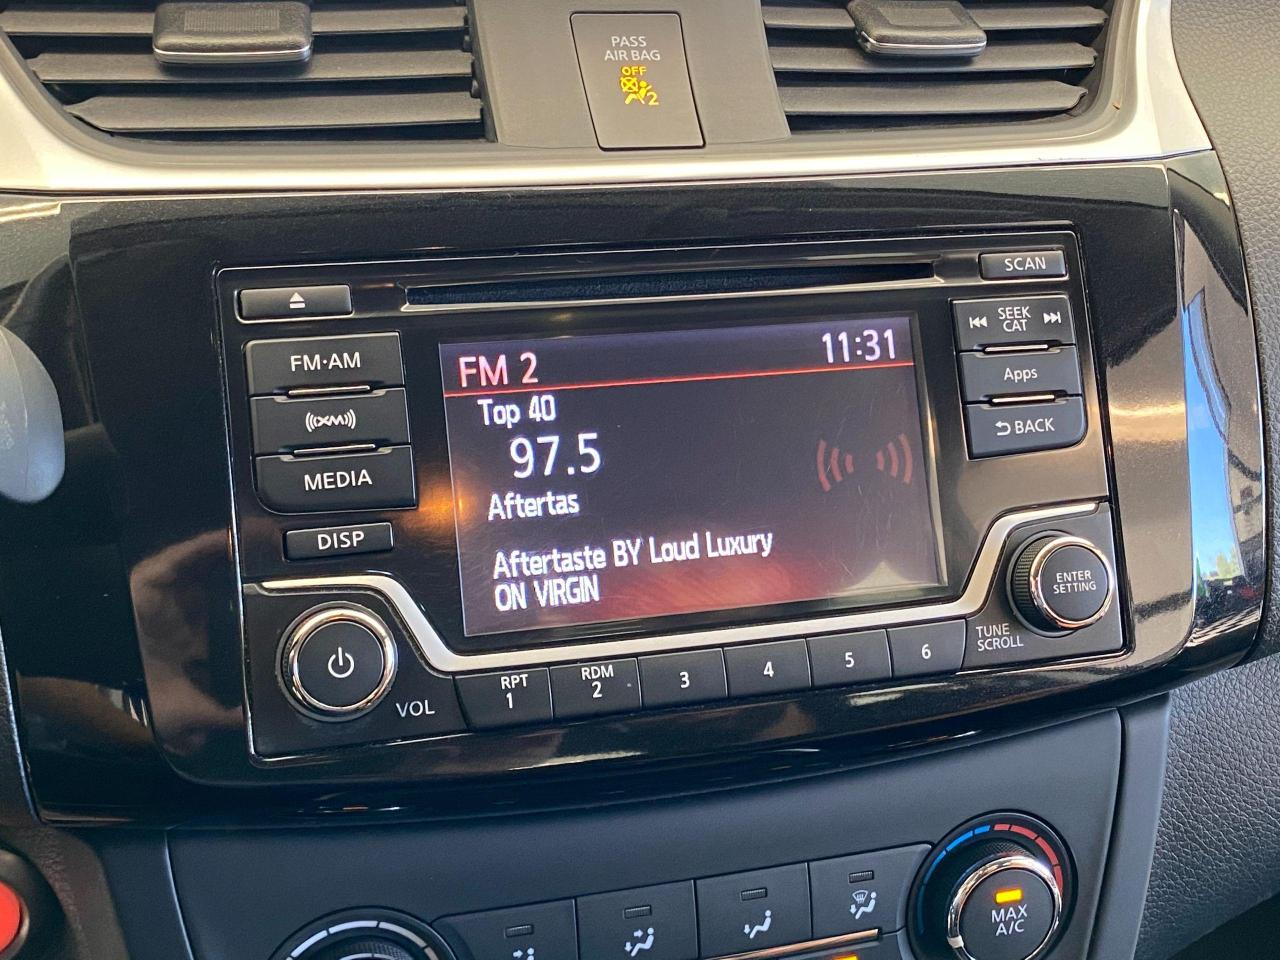 PASS
AIR BAG
OFF
2
SCAN
SEEK
CAT
FM·AM
FM 2
11:31
Top 40
Apps
XM
97.5
BACK
MEDIA
Aftertas
DISP
Aftertaste BY Loud Luxury
ON VIRGIN
ENTER
SETTING
TUNE
SCROLL
VOL
RPT
1
RDM
2
3
4
5
6
MAX
A/C